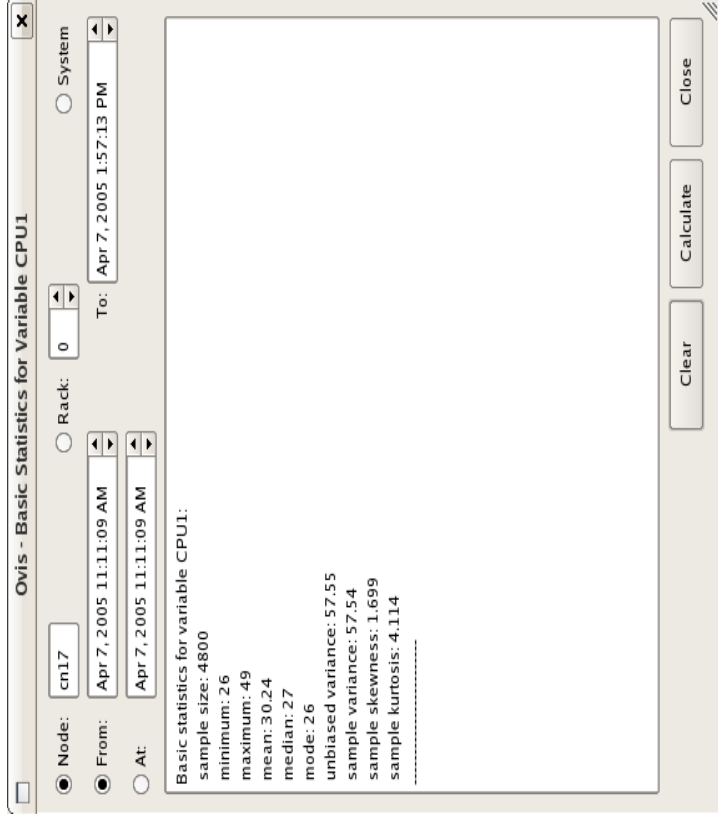 Ovis - Basic Statistics for Variable CPU1
Node: cn17 Rack: 0 System
From: Apr 7, 2005 11:11:09 AM To: Apr 7, 2005 1:57:13 PM
At: Apr 7, 2005 11:11:09 AM
Basic statistics for variable CPU1:
sample size: 4800
minimum: 26
maximum: 49
mean: 30.24
median: 27
mode: 26
unbiased variance: 57.55
sample variance: 57.54
sample skewness: 1.699
sample kurtosis: 4.114
--------------------------------
Clear Calculate Close